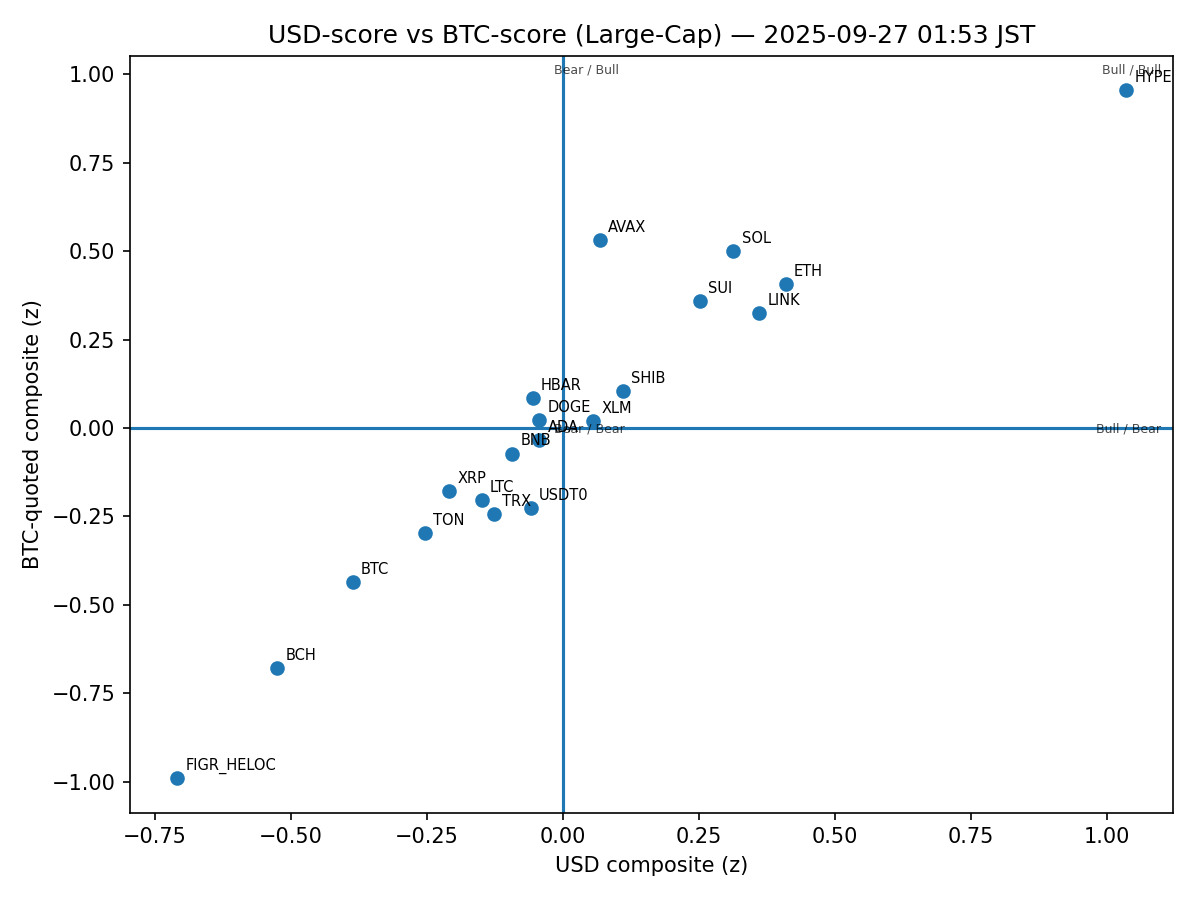 USD-score vs BTC-score (Large-Cap) — 2025-09-27 01:53 JST
BTC-quoted composite (z)
1.00
0.75
0.50
0.25
0.00
−0.25
−0.50
−0.75
−1.00
Bear / Bull
Bull / Bull
HYPE
AVAX
SOL
ETH
SUI
LINK
SHIB
HBAR
DOGE
XLM
ADA
Bear / Bear
Bull / Bear
BNB
XRP
LTC
USDT0
TRX
TON
BTC
BCH
FIGR_HELOC
−0.75
−0.50
−0.25
0.00
0.25
0.50
0.75
1.00
USD composite (z)